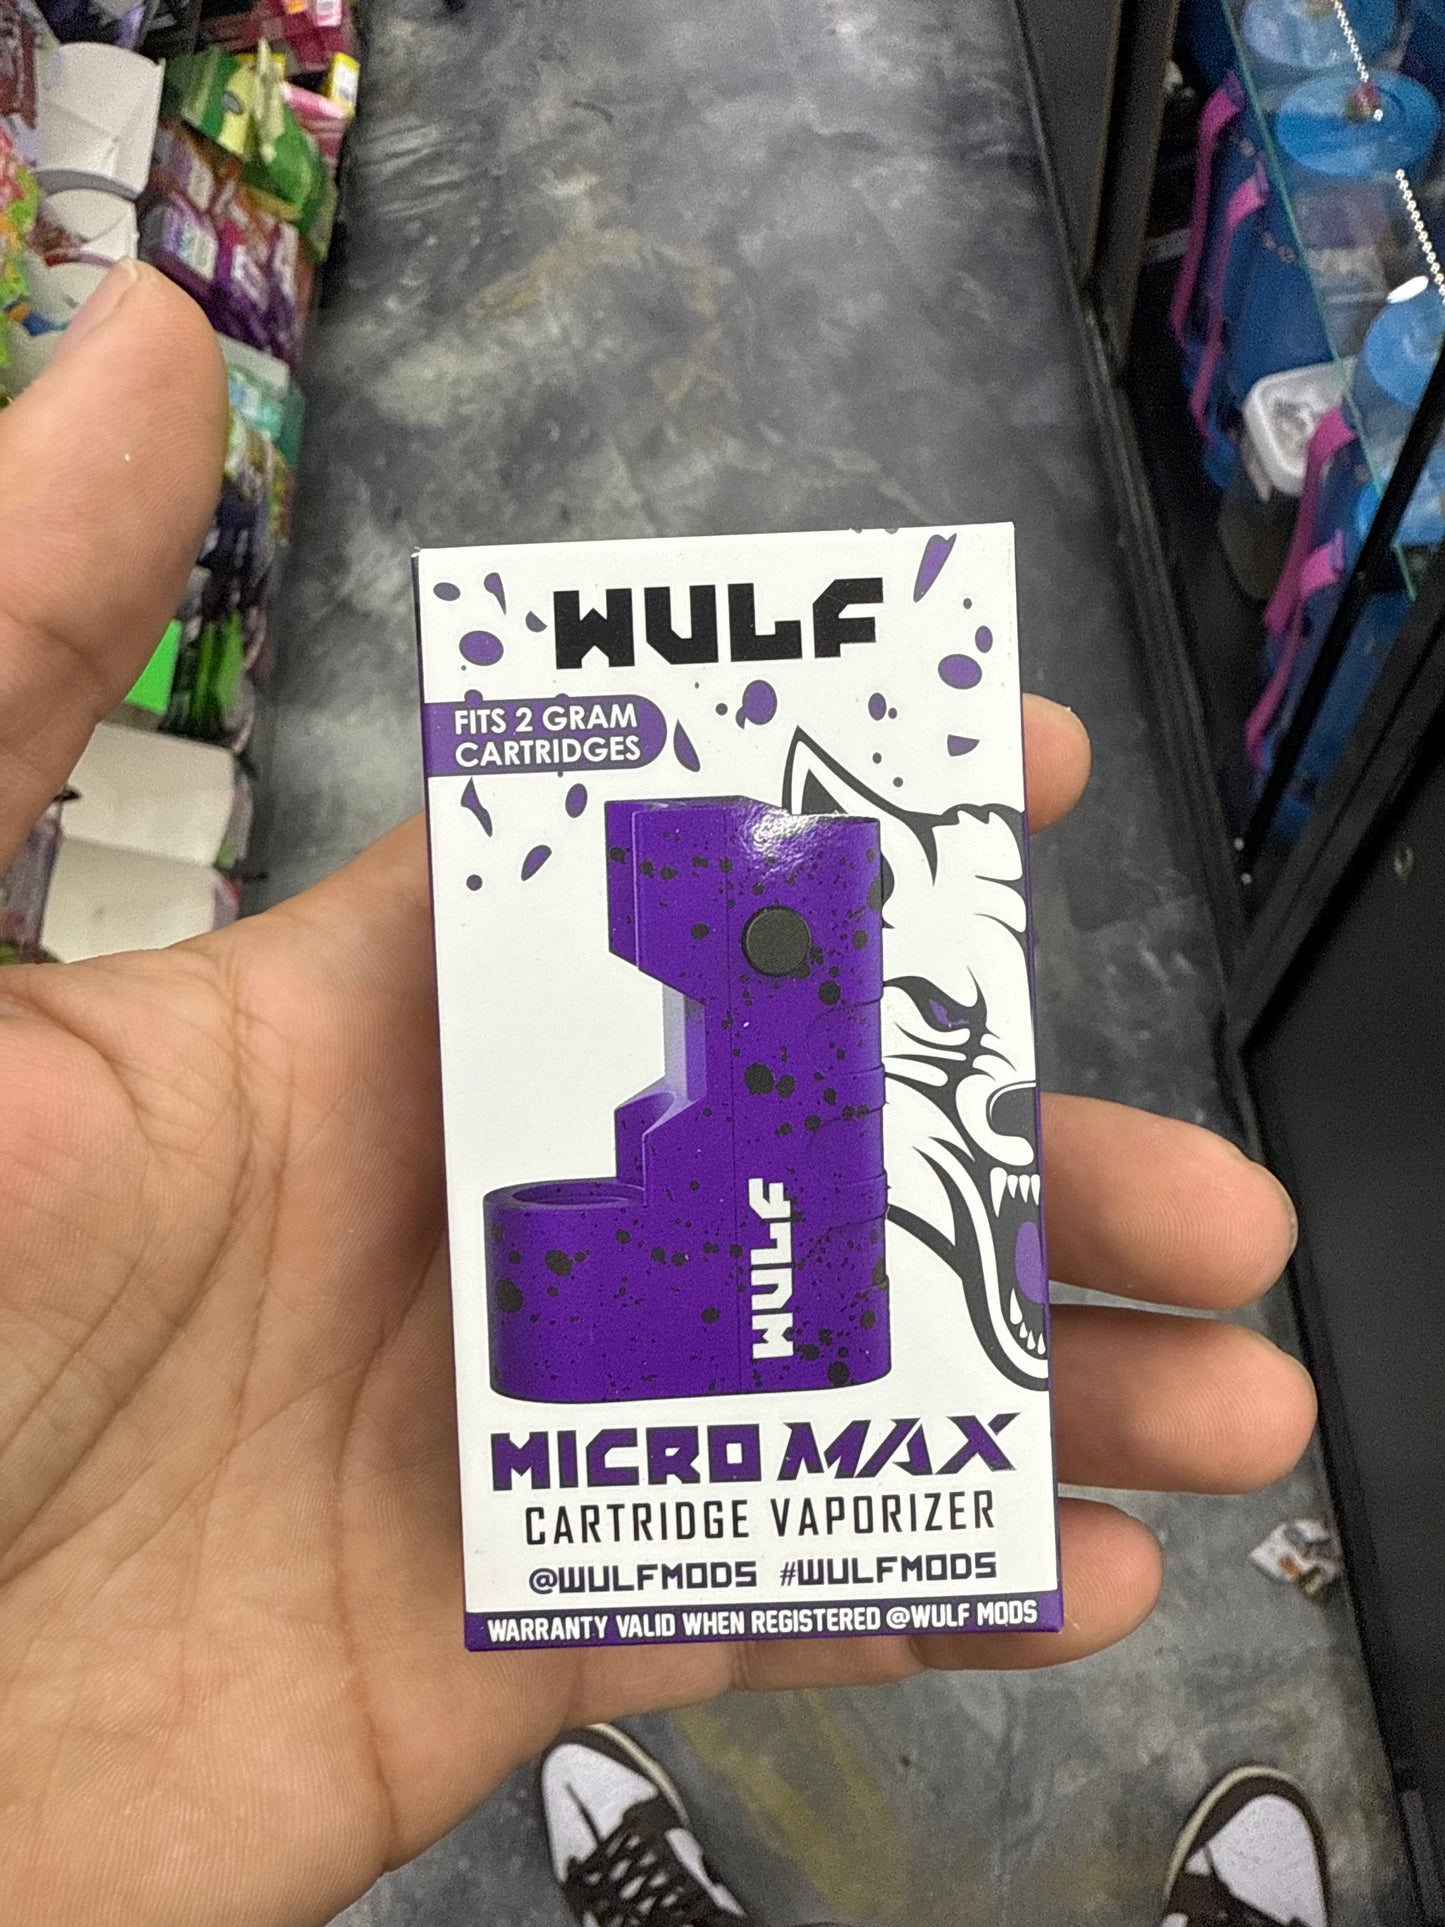 WULF
FITS 2 GRAM
CARTRIDGES
WULF
MICRO MAX
CARTRIDGE VAPORIZER
@WULFMODS #WULFMODS
WARRANTY VALID WHEN REGISTERED @WULF MODS